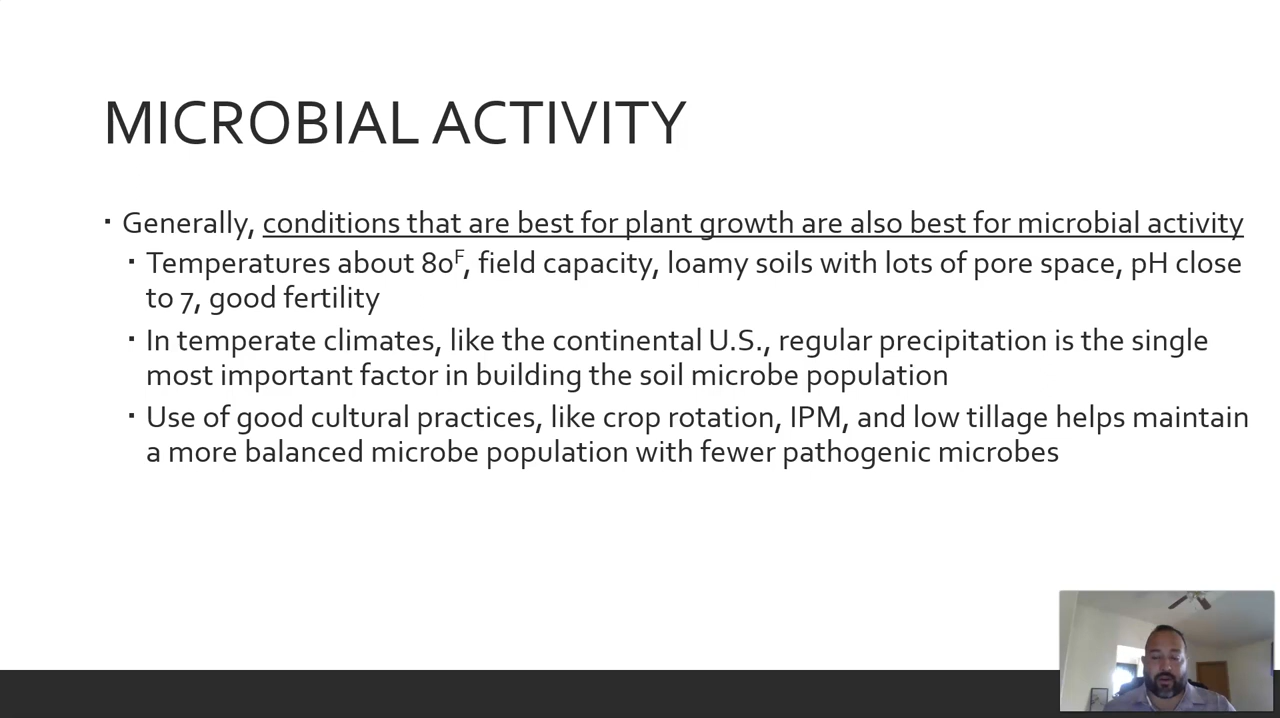 MICROBIAL ACTIVITY
▪ Generally, conditions that are best for plant growth are also best for microbial activity
▪ Temperatures about 80F, field capacity, loamy soils with lots of pore space, pH close
to 7, good fertility
▪ In temperate climates, like the continental U.S., regular precipitation is the single
most important factor in building the soil microbe population
▪ Use of good cultural practices, like crop rotation, IPM, and low tillage helps maintain
a more balanced microbe population with fewer pathogenic microbes